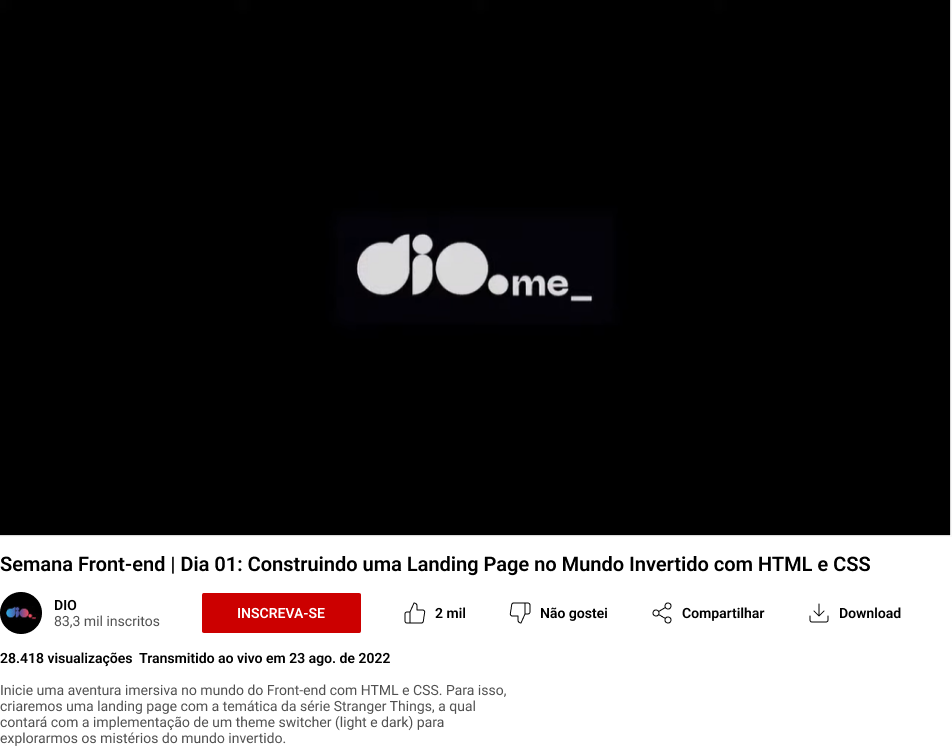 dio.me_
Semana Front-end | Dia 01: Construindo uma Landing Page no Mundo Invertido com HTML e CSS
dio.
DIO
83,3 mil inscritos
INSCREVA-SE
2 mil
Não gostei
Compartilhar
Download
28.418 visualizações Transmitido ao vivo em 23 ago. de 2022
Inicie uma aventura imersiva no mundo do Front-end com HTML e CSS. Para isso,
criaremos uma landing page com a temática da série Stranger Things, a qual
contará com a implementação de um theme switcher (light e dark) para
explorarmos os mistérios do mundo invertido.